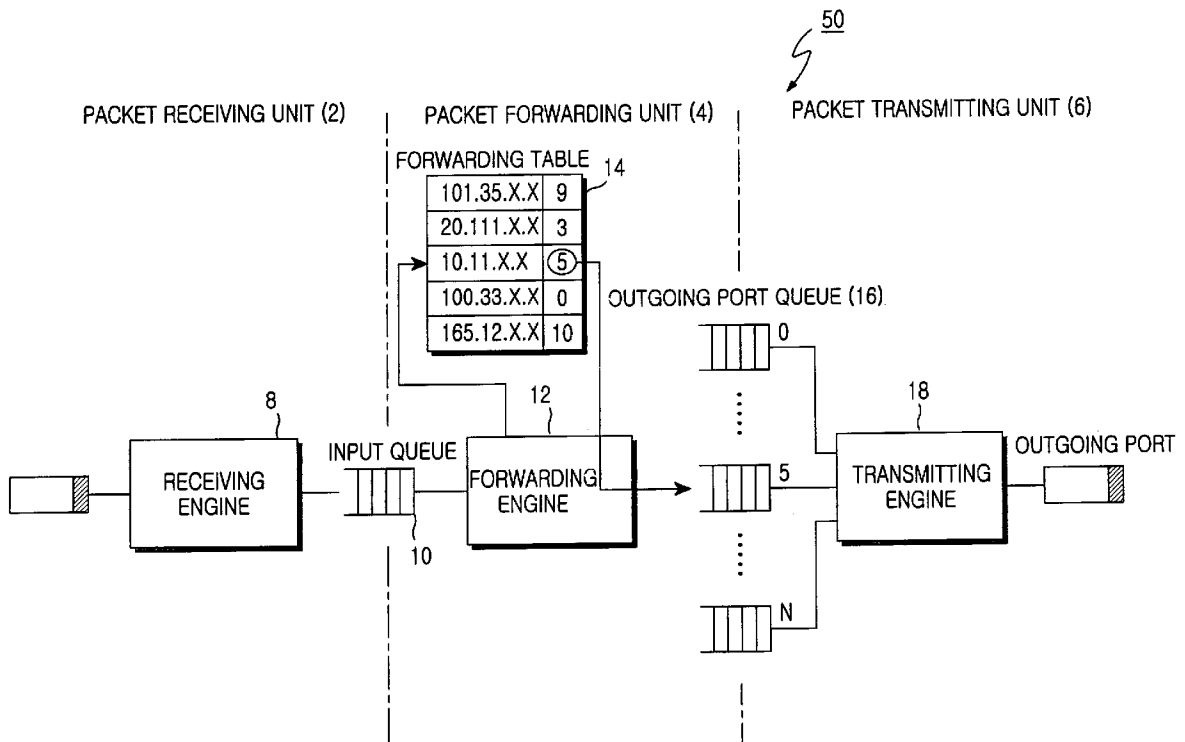 50
PACKET RECEIVING UNIT (2)
PACKET FORWARDING UNIT (4)
PACKET TRANSMITTING UNIT (6)
FORWARDING TABLE
14
101.35.X.X 9
20.111.X.X 3
10.11.X.X 5
100.33.X.X 0
165.12.X.X 10
OUTGOING PORT QUEUE (16)
0
8
12
18
INPUT QUEUE
OUTGOING PORT
RECEIVING
ENGINE
FORWARDING
ENGINE
5
TRANSMITTING
ENGINE
10
N